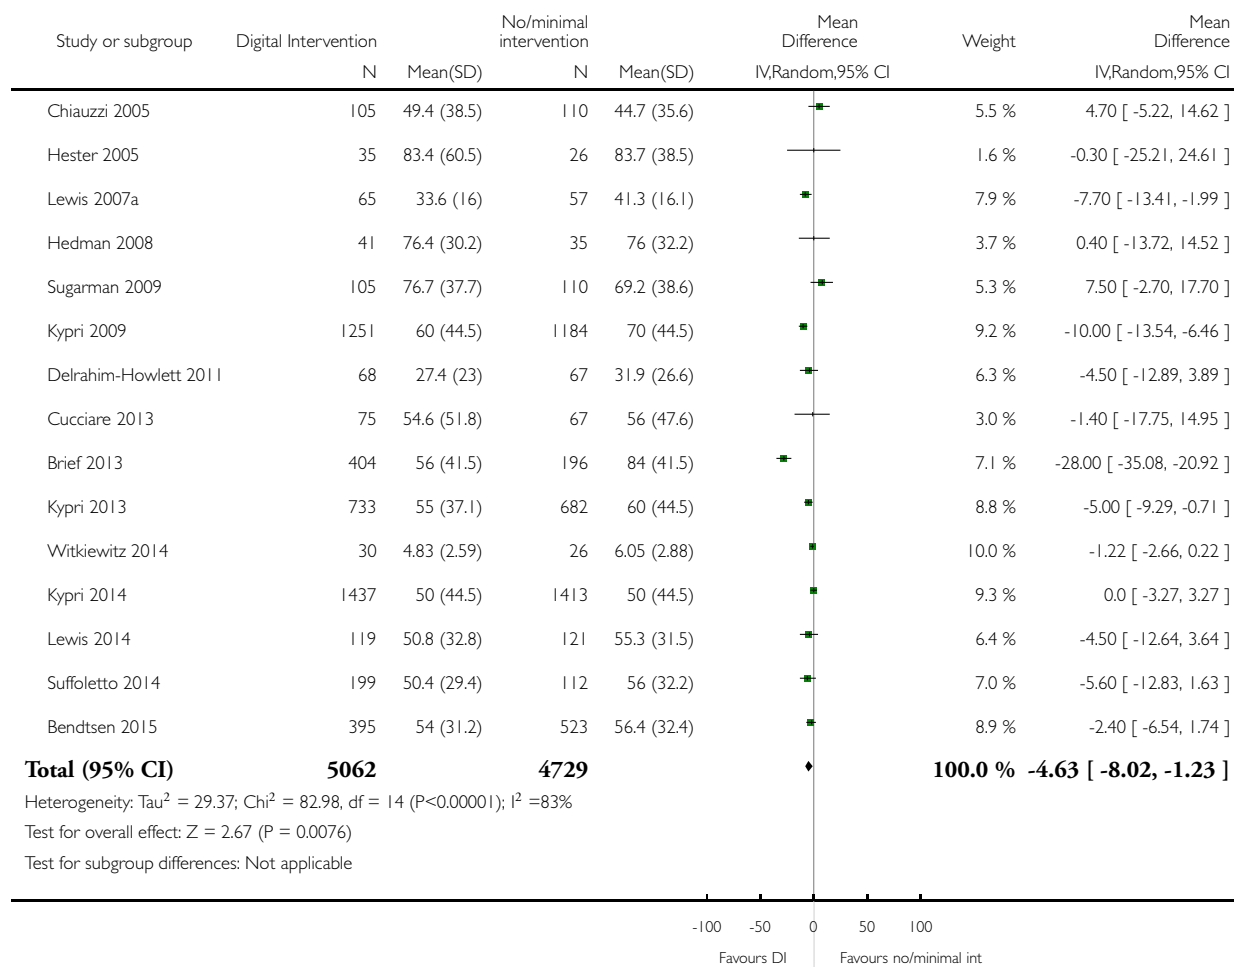 Study or subgroup Digital Intervention No/minimal intervention Mean Difference Weight Mean Difference
N Mean(SD) N Mean(SD) IV,Random,95% CI IV,Random,95% CI
Chiauzzi 2005 105 49.4 (38.5) 110 44.7 (35.6) 5.5 % 4.70 [ -5.22, 14.62 ]
Hester 2005 35 83.4 (60.5) 26 83.7 (38.5) 1.6 % -0.30 [ -25.21, 24.61 ]
Lewis 2007a 65 33.6 (16) 57 41.3 (16.1) 7.9 % -7.70 [ -13.41, -1.99 ]
Hedman 2008 41 76.4 (30.2) 35 76 (32.2) 3.7 % 0.40 [ -13.72, 14.52 ]
Sugarman 2009 105 76.7 (37.7) 110 69.2 (38.6) 5.3 % 7.50 [ -2.70, 17.70 ]
Kypri 2009 1251 60 (44.5) 1184 70 (44.5) 9.2 % -10.00 [ -13.54, -6.46 ]
Delrahim-Howlett 2011 68 27.4 (23) 67 31.9 (26.6) 6.3 % -4.50 [ -12.89, 3.89 ]
Cucciare 2013 75 54.6 (51.8) 67 56 (47.6) 3.0 % -1.40 [ -17.75, 14.95 ]
Brief 2013 404 56 (41.5) 196 84 (41.5) 7.1 % -28.00 [ -35.08, -20.92 ]
Kypri 2013 733 55 (37.1) 682 60 (44.5) 8.8 % -5.00 [ -9.29, -0.71 ]
Witkiewitz 2014 30 4.83 (2.59) 26 6.05 (2.88) 10.0 % -1.22 [ -2.66, 0.22 ]
Kypri 2014 1437 50 (44.5) 1413 50 (44.5) 9.3 % 0.0 [ -3.27, 3.27 ]
Lewis 2014 119 50.8 (32.8) 121 55.3 (31.5) 6.4 % -4.50 [ -12.64, 3.64 ]
Suffoletto 2014 199 50.4 (29.4) 112 56 (32.2) 7.0 % -5.60 [ -12.83, 1.63 ]
Bendtsen 2015 395 54 (31.2) 523 56.4 (32.4) 8.9 % -2.40 [ -6.54, 1.74 ]
Total (95% CI) 5062 4729 100.0 % -4.63 [ -8.02, -1.23 ]
Heterogeneity: Tau² = 29.37; Chi² = 82.98, df = 14 (P<0.00001); I² =83%
Test for overall effect: Z = 2.67 (P = 0.0076)
Test for subgroup differences: Not applicable
-100 -50 0 50 100
Favours DI Favours no/minimal int